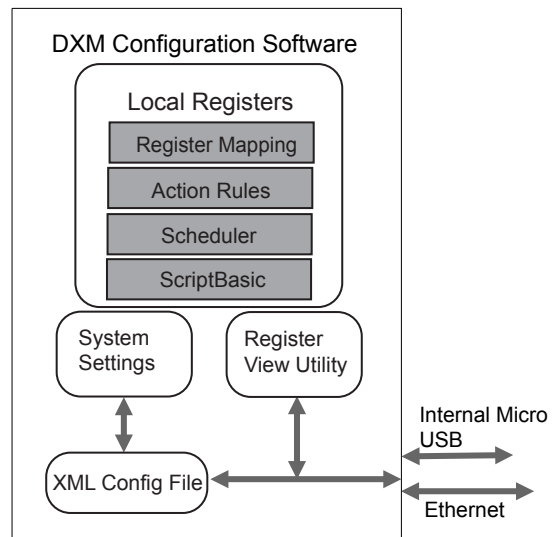 DXM Configuration Software
Local Registers
Register Mapping
Action Rules
Scheduler
ScriptBasic
System
Settings
Register
View Utility
XML Config File
Internal Micro
USB
Ethernet